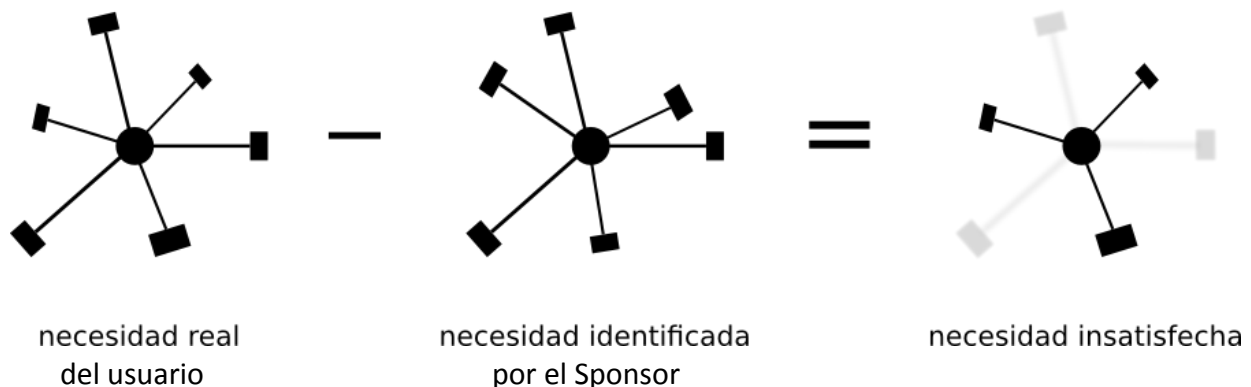 necesidad real
del usuario
necesidad identificada
por el Sponsor
necesidad insatisfecha